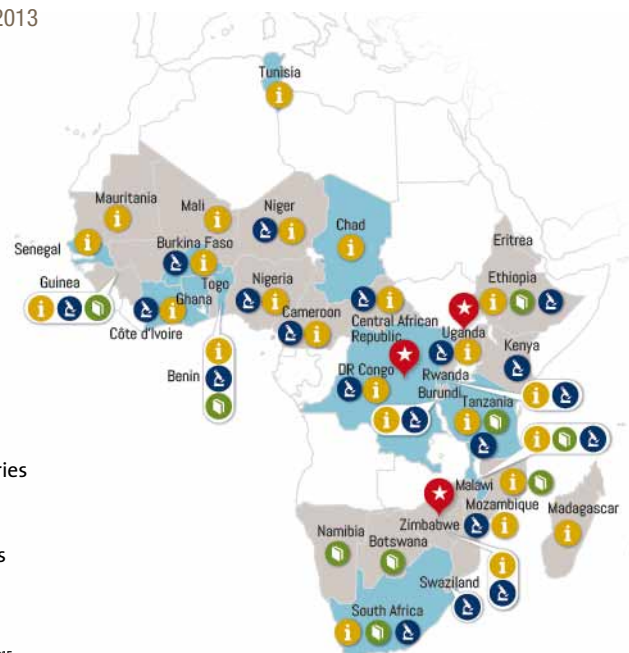 2013
Tunisia
Mauritania
Mali
Niger
Chad
Senegal
Burkina Faso
Eritrea
Guinea
Togo
Nigeria
Ethiopia
Ghana
Cameroon
Central African
Republic
Uganda
Côte d'Ivoire
Kenya
Benin
DR Congo
Rwanda
Burundi
Tanzania
ries
Malawi
Mozambique
Madagascar
Zimbabwe
Namibia
Botswana
s
Swaziland
South Africa